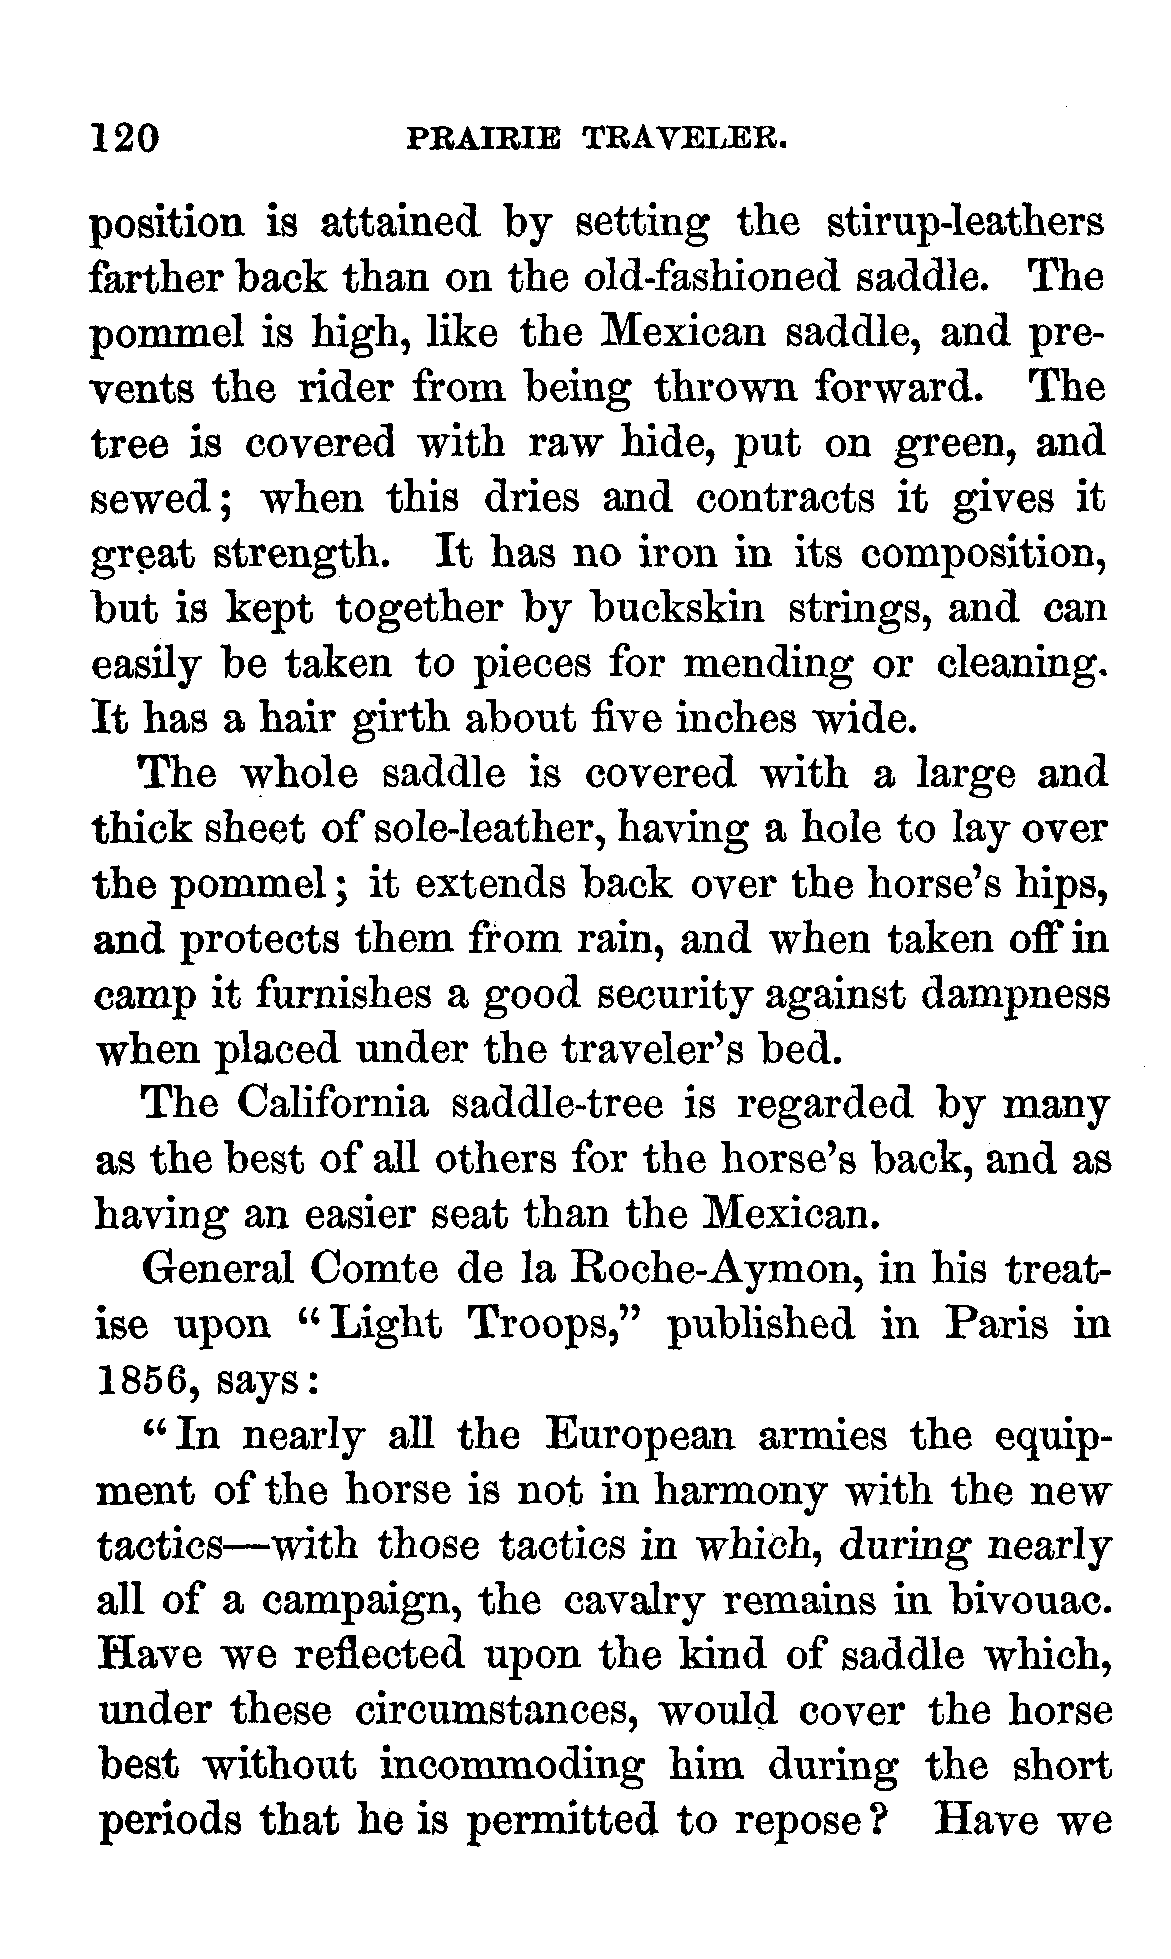 120 PRAIRIE TRAVELER.
position is attained by setting the stirup-leathers
farther back than on the old-fashioned saddle. The
pommel is high, like the Mexican saddle, and pre-
vents the rider from being thrown forward. The
tree is covered with raw hide, put on green, and
sewed; when this dries and contracts it gives it
great strength. It has no iron in its composition,
but is kept together by buckskin strings, and can
easily be taken to pieces for mending or cleaning.
It has a hair girth about five inches wide.
The whole saddle is covered with a large and
thick sheet of sole-leather, having a hole to lay over
the pommel; it extends back over the horse's hips,
and protects them from rain, and when taken off in
camp it furnishes a good security against dampness
when placed under the traveler's bed.
The California saddle-tree is regarded by many
as the best of all others for the horse's back, and as
having an easier seat than the Mexican.
General Comte de la Roche-Aymon, in his treat-
ise upon "Light Troops," published in Paris in
1856, says:
"In nearly all the European armies the equip-
ment of the horse is not in harmony with the new
tactics—with those tactics in which, during nearly
all of a campaign, the cavalry remains in bivouac.
Have we reflected upon the kind of saddle which,
under these circumstances, would cover the horse
best without incommoding him during the short
periods that he is permitted to repose? Have we